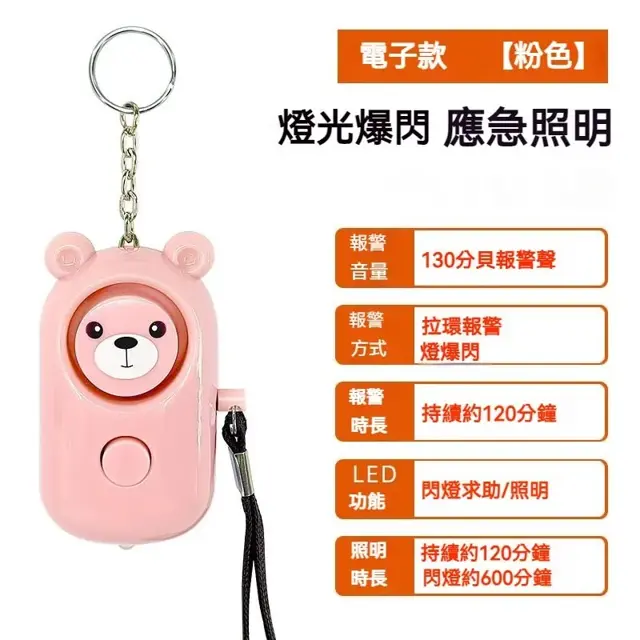 電子款 【粉色】
燈光爆閃 應急照明
報警
音量
130分貝報警聲
報警
方式
拉環報警
燈爆閃
報警
時長
持續約120分鐘
LED
功能
閃燈求助/照明
照明
時長
持續約120分鐘
閃燈約600分鐘